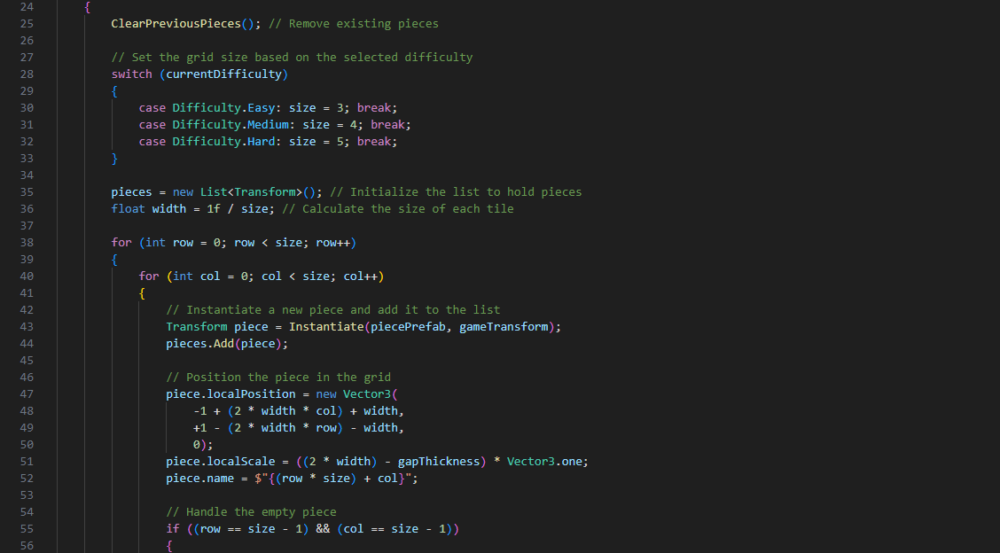 24 {
25 ClearPreviousPieces(); // Remove existing pieces
26
27 // Set the grid size based on the selected difficulty
28 switch (currentDifficulty)
29 {
30 case Difficulty.Easy: size = 3; break;
31 case Difficulty.Medium: size = 4; break;
32 case Difficulty.Hard: size = 5; break;
33 }
34
35 pieces = new List<Transform>(); // Initialize the list to hold pieces
36 float width = 1f / size; // Calculate the size of each tile
37
38 for (int row = 0; row < size; row++)
39 {
40 for (int col = 0; col < size; col++)
41 {
42 // Instantiate a new piece and add it to the list
43 Transform piece = Instantiate(piecePrefab, gameTransform);
44 pieces.Add(piece);
45
46 // Position the piece in the grid
47 piece.localPosition = new Vector3(
48 -1 + (2 * width * col) + width,
49 +1 - (2 * width * row) - width,
50 0);
51 piece.localScale = ((2 * width) - gapThickness) * Vector3.one;
52 piece.name = $"{(row * size) + col}";
53
54 // Handle the empty piece
55 if ((row == size - 1) && (col == size - 1))
56 {